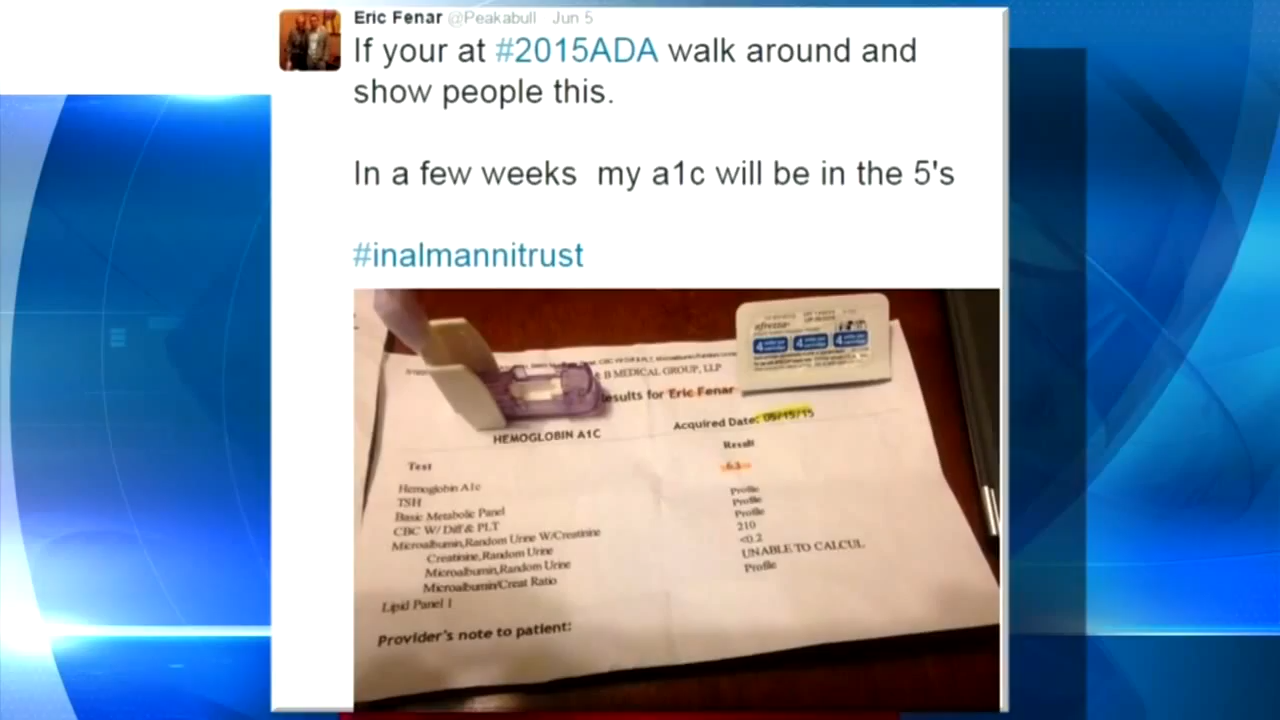 Eric Fenar @Peakabull Jun 5
If your at #2015ADA walk around and
show people this.
In a few weeks my a1c will be in the 5's
#inalmannitrust
afrezza
4 4 4
B MEDICAL GROUP, LLP
esults for Eric Fenar
Acquired Date: 05/15/15
HEMOGLOBIN A1C
Result
Test
6.3
Hemoglobin A1c
TSH
Profile
Basic Metabolic Panel
Profile
CBC W/ Diff & PLT
Profile
Microalbumin,Random Urine W/Creatinine
Creatinine,Random Urine
210
Microalbumin,Random Urine
<0.2
Microalbumin/Creat Ratio
UNABLE TO CALCUL
Lipid Panel 1
Profile
Provider's note to patient: